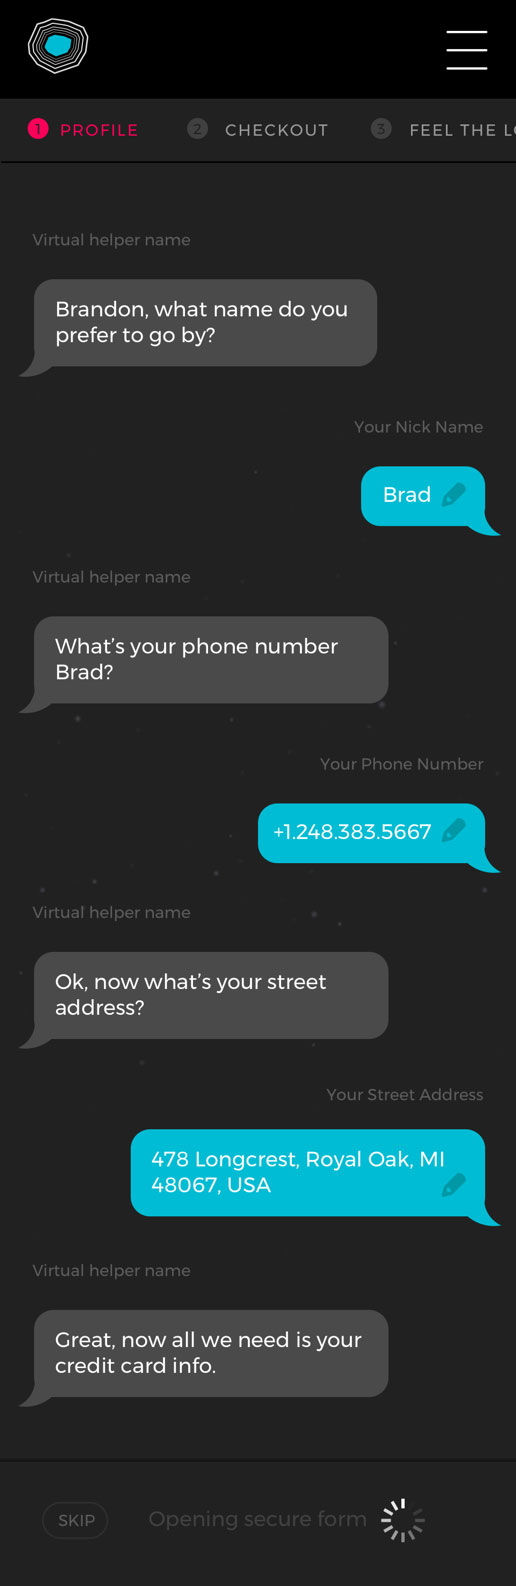 1 PROFILE 2 CHECKOUT 3 FEEL THE
Virtual helper name
Brandon, what name do you
prefer to go by?
Your Nick Name
Brad
Virtual helper name
What’s your phone number
Brad?
Your Phone Number
+1.248.383.5667
Virtual helper name
Ok, now what’s your street
address?
Your Street Address
478 Longcrest, Royal Oak, MI
48067, USA
Virtual helper name
Great, now all we need is your
credit card info.
SKIP Opening secure form